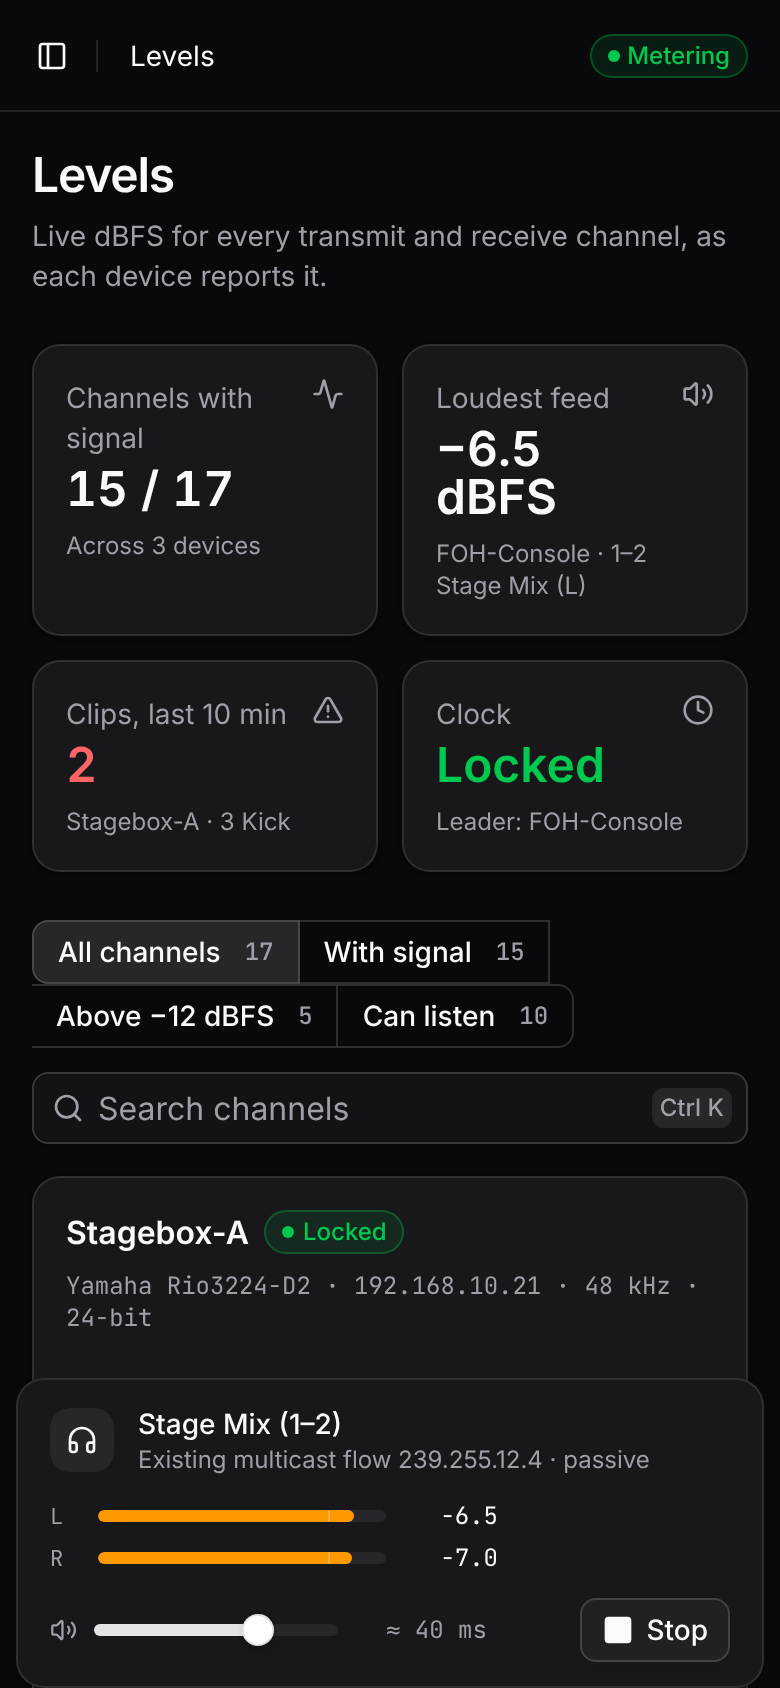 Levels
Metering
Levels
Live dBFS for every transmit and receive channel, as
each device reports it.
Channels with
signal
15 / 17
Across 3 devices
Loudest feed
−6.5
dBFS
FOH-Console · 1–2
Stage Mix (L)
Clips, last 10 min
2
Stagebox-A · 3 Kick
Clock
Locked
Leader: FOH-Console
All channels 17
With signal 15
Above −12 dBFS 5
Can listen 10
Search channels
Ctrl K
Stagebox-A
Locked
Yamaha Rio3224-D2 · 192.168.10.21 · 48 kHz ·
24-bit
Stage Mix (1–2)
Existing multicast flow 239.255.12.4 · passive
L -6.5
R -7.0
≈ 40 ms
Stop